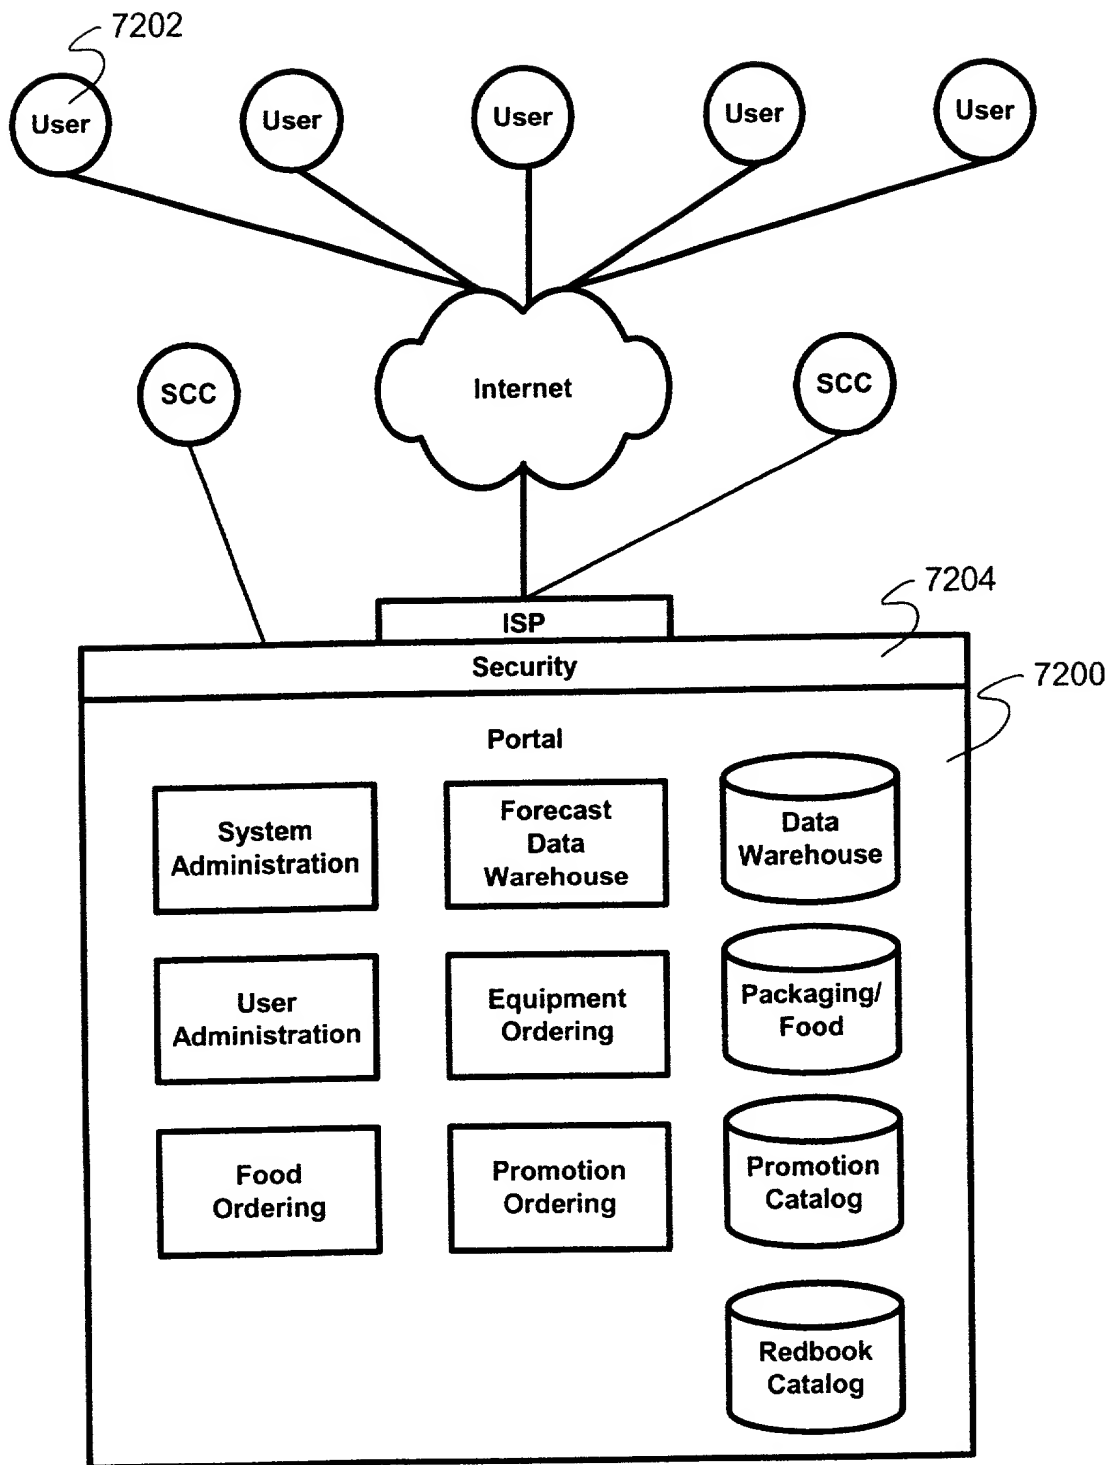 7202
User
User
User
User
User
Internet
SCC
SCC
7204
ISP
Security
7200
Portal
System
Administration
Forecast
Data
Warehouse
Data
Warehouse
User
Administration
Equipment
Ordering
Packaging/
Food
Food
Ordering
Promotion
Ordering
Promotion
Catalog
Redbook
Catalog